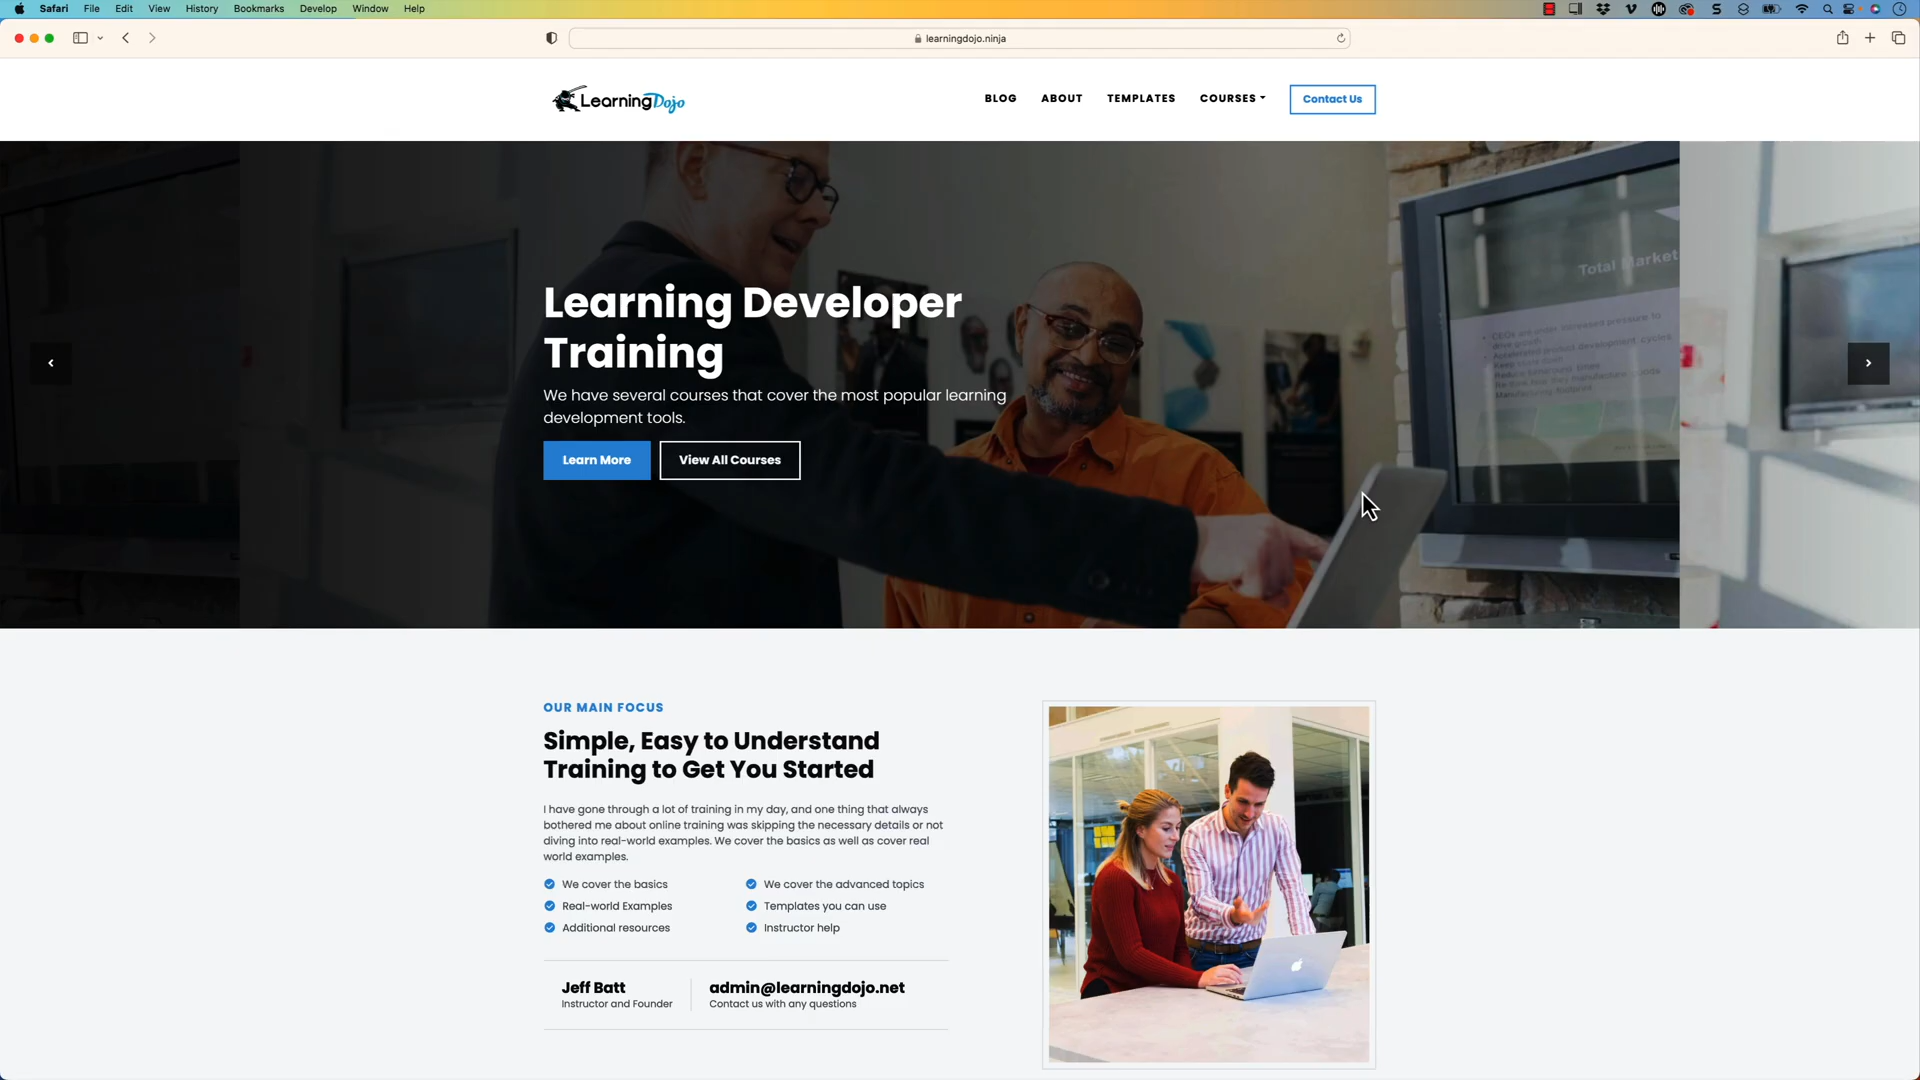 Safari File Edit View History Bookmarks Develop Window Help
learningdojo.ninja
LearningDojo
BLOG ABOUT TEMPLATES COURSES Contact Us
Total Market
Learning Developer
Training
We have several courses that cover the most popular learning
development tools.
Learn More View All Courses
OUR MAIN FOCUS
Simple, Easy to Understand
Training to Get You Started
I have gone through a lot of training in my day, and one thing that always
bothered me about online training was skipping the necessary details or not
diving into real-world examples. We cover the basics as well as cover real
world examples.
We cover the basics We cover the advanced topics
Real-world Examples Templates you can use
Additional resources Instructor help
Jeff Batt admin@learningdojo.net
Instructor and Founder Contact us with any questions